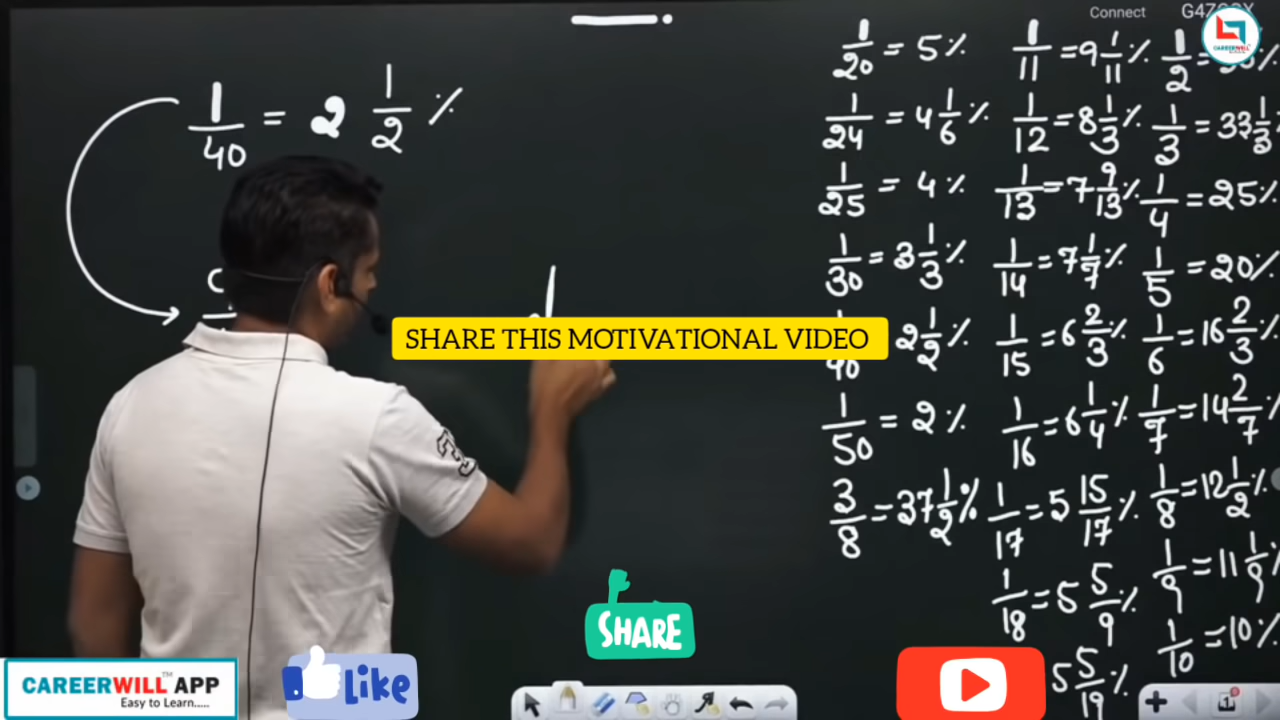 Connect
CAREERWILL
1/40 = 2 1/2 %
1/20 = 5 %
1/24 = 4 1/6 %
1/25 = 4 %
1/30 = 3 1/3 %
2 1/2 %
1/50 = 2 %
3/8 = 37 1/2 %
1/11 = 9 1/11 %
1/12 = 8 1/3 %
1/13 = 7 9/13 %
1/14 = 7 1/7 %
1/15 = 6 2/3 %
1/16 = 6 1/4 %
1/17 = 5 15/17 %
1/18 = 5 5/9 %
5 5/19 %
1/2 =
1/3 = 33 1/3
1/4 = 25 %
1/5 = 20 %
1/6 = 16 2/3 %
1/7 = 14 2/7 %
1/8 = 12 1/2 %
1/9 = 11 1/9 %
1/10 = 10 %
SHARE THIS MOTIVATIONAL VIDEO
SHARE
Like
CAREERWILL APP
TM
Easy to Learn......
1